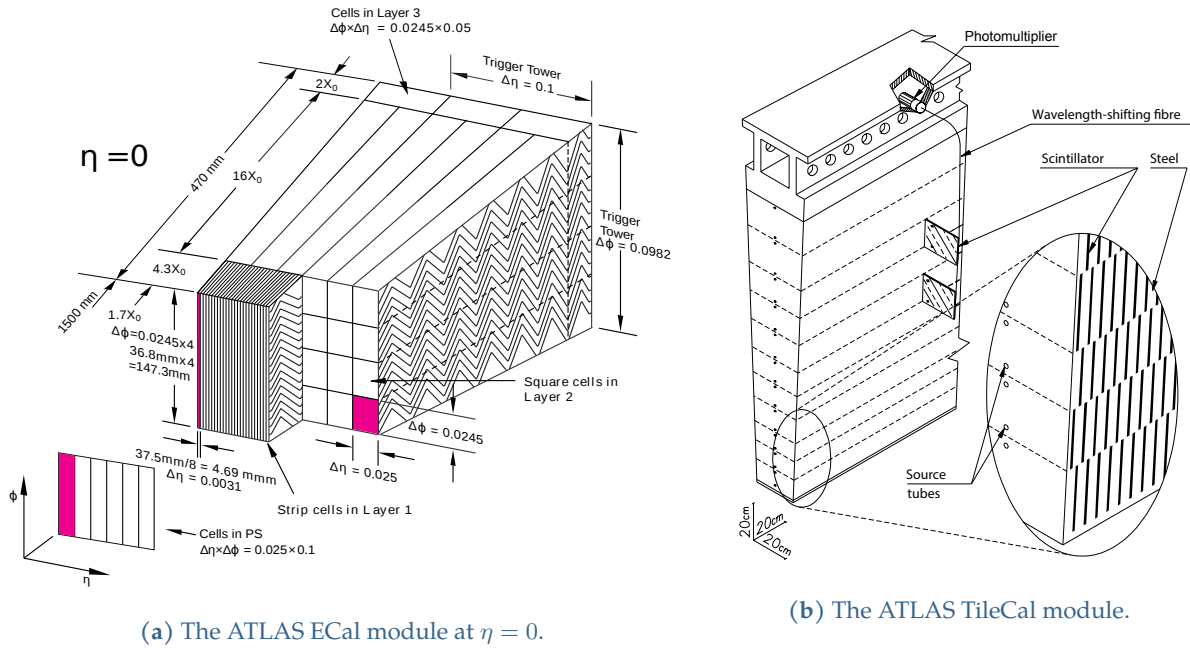 Cells in Layer 3
Δϕ×Δη = 0.0245×0.05
Trigger Tower
Δη = 0.1
2X₀
η =0
470 mm
16X₀
Trigger
Tower
Δϕ = 0.0982
4.3X₀
1500 mm
1.7X₀
Δϕ=0.0245x4
36.8mmx4
=147.3mm
Square cells in
Layer 2
Δϕ = 0.0245
37.5mm/8 = 4.69 mmm
Δη = 0.0031
Δη = 0.025
Strip cells in Layer 1
ϕ
η
Cells in PS
Δη×Δϕ = 0.025×0.1
(a) The ATLAS ECal module at η = 0.
Photomultiplier
Wavelength-shifting fibre
Scintillator
Steel
Source
tubes
20cm
20cm
20cm
(b) The ATLAS TileCal module.